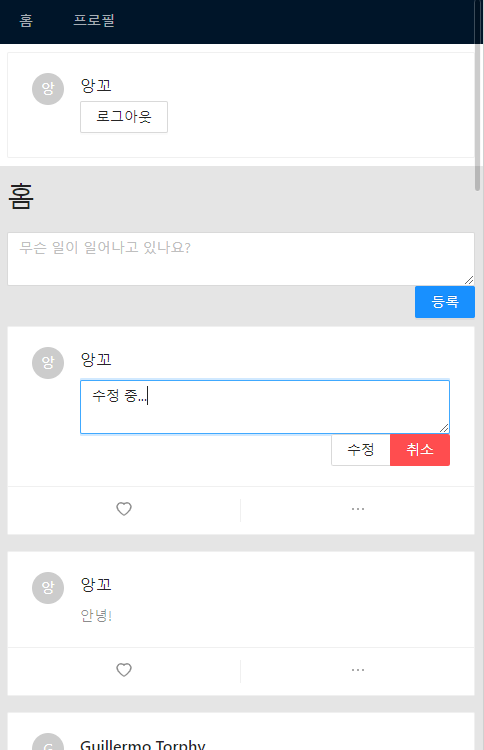 홈 프로필
앙
앙꼬
로그아웃
홈
무슨 일이 일어나고 있나요?
등록
앙
앙꼬
수정 중...
수정 취소
앙
앙꼬
안녕!
G
Guillermo Torphy